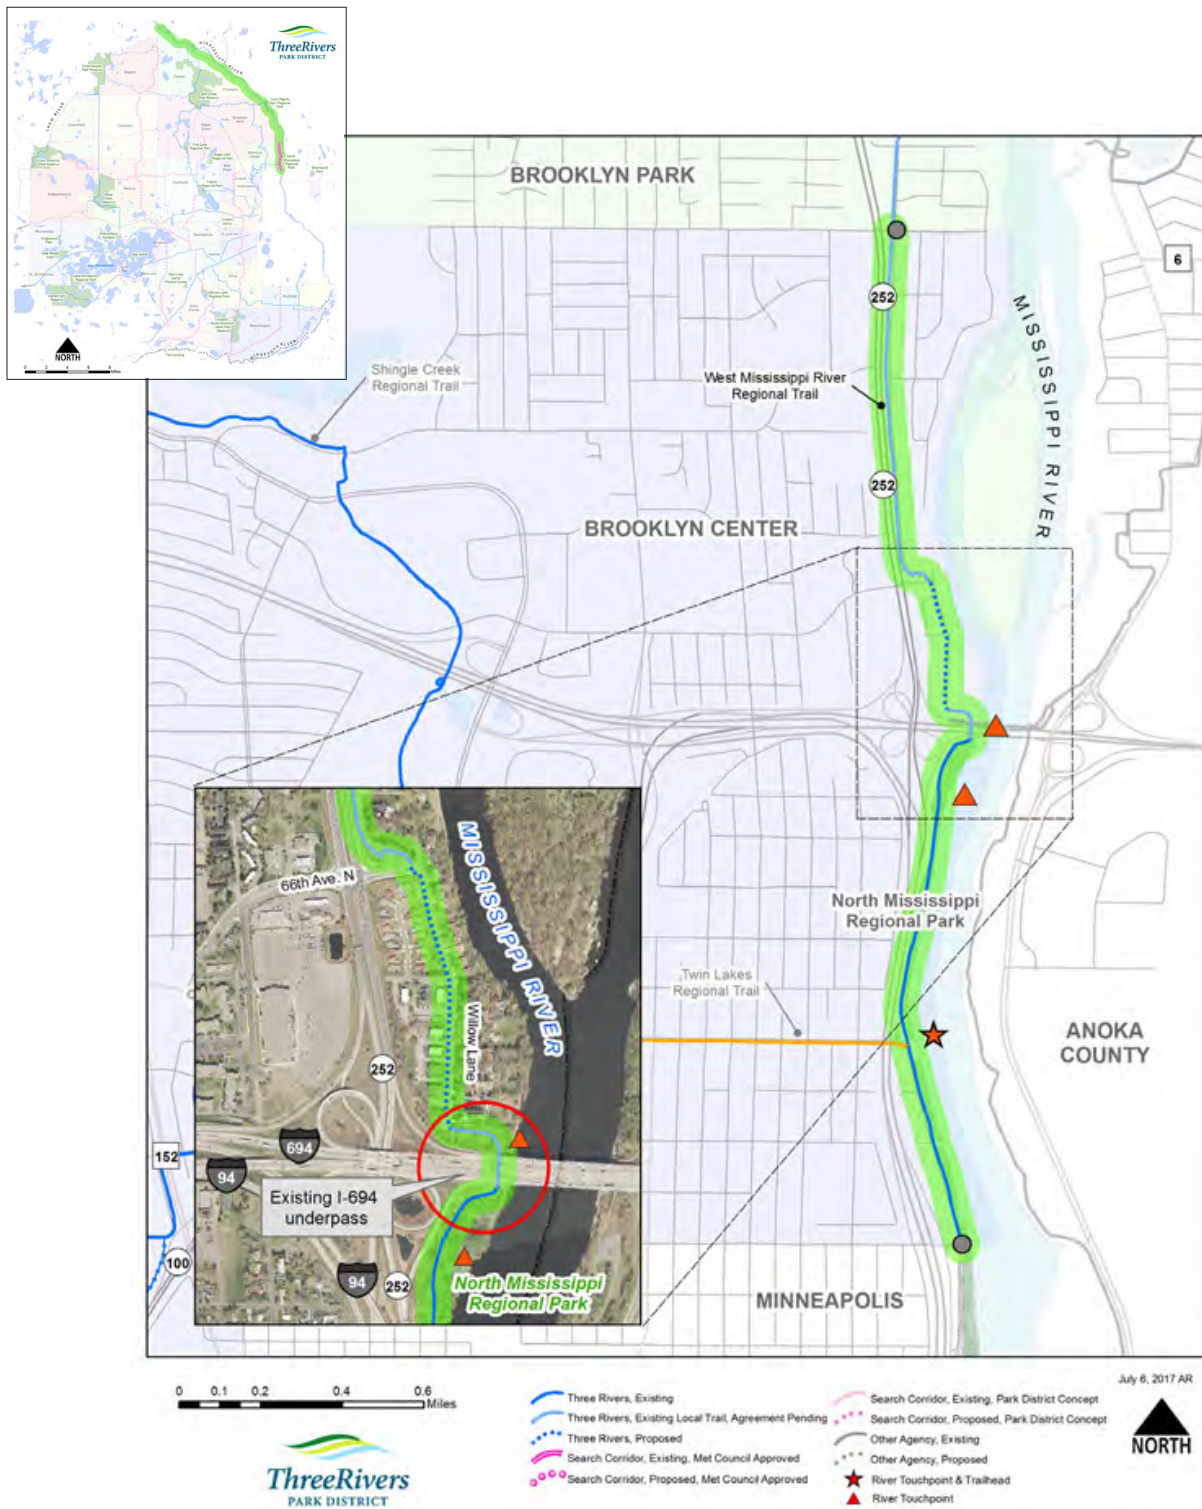 ThreeRivers
PARK DISTRICT
MISSISSIPPI RIVER
NORTH
Miles
BROOKLYN PARK
6
252
MISSISSIPPI RIVER
Shingle Creek
Regional Trail
West Mississippi River
Regional Trail
252
BROOKLYN CENTER
66th Ave. N
MISSISSIPPI RIVER
North Mississippi
Regional Park
Twin Lakes
Regional Trail
Willow Lane
ANOKA
COUNTY
252
694
152
94
Existing I-694
underpass
100
94
252
North Mississippi
Regional Park
MINNEAPOLIS
July 6, 2017 AR
0 0.1 0.2 0.4 0.6
Miles
Three Rivers, Existing
Three Rivers, Existing Local Trail, Agreement Pending
Three Rivers, Proposed
Search Corridor, Existing, Met Council Approved
Search Corridor, Proposed, Met Council Approved
Search Corridor, Existing, Park District Concept
Search Corridor, Proposed, Park District Concept
Other Agency, Existing
Other Agency, Proposed
River Touchpoint & Trailhead
River Touchpoint
NORTH
ThreeRivers
PARK DISTRICT